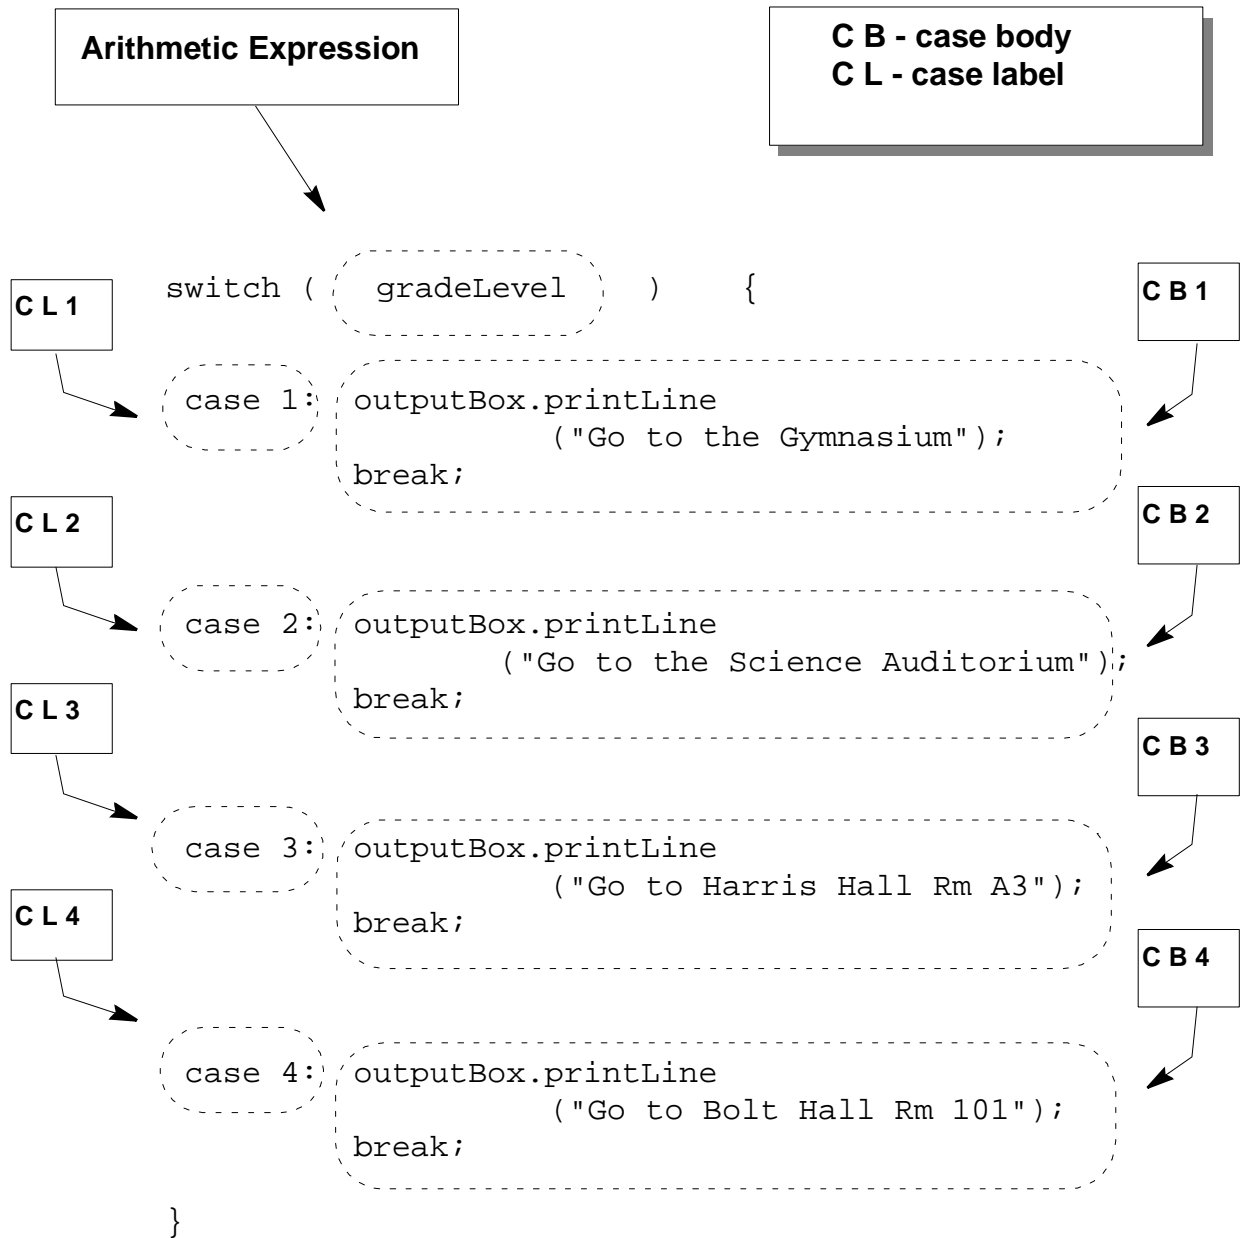 Arithmetic Expression
C B - case body
C L - case label
switch ( gradeLevel ) {
C L 1
C B 1
case 1: outputBox.printLine
("Go to the Gymnasium");
break;
C L 2
C B 2
case 2: outputBox.printLine
("Go to the Science Auditorium");
break;
C L 3
C B 3
case 3: outputBox.printLine
("Go to Harris Hall Rm A3");
break;
C L 4
C B 4
case 4: outputBox.printLine
("Go to Bolt Hall Rm 101");
break;
}